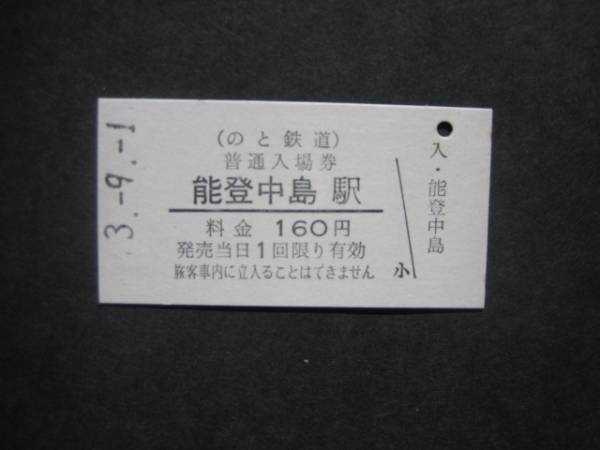 3.-9.-1
(のと鉄道)
普通入場券
能登中島駅
料金 160円
発売当日1回限り有効
旅客車内に立入ることはできません
小
入・能登中島